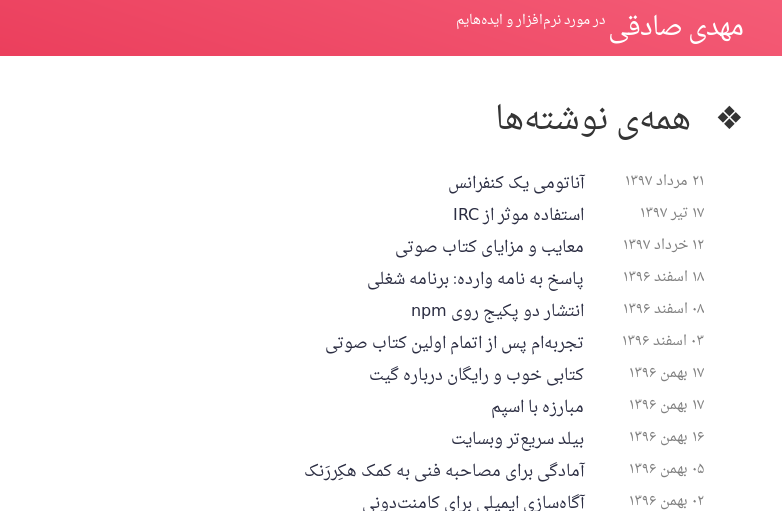 مهدی صادقی در مورد نرم‌افزار و ایده‌هایم
❖ همه‌ی نوشته‌ها
۲۱ مرداد ۱۳۹۷ آناتومی یک کنفرانس
۱۷ تیر ۱۳۹۷ استفاده موثر از IRC
۱۲ خرداد ۱۳۹۷ معایب و مزایای کتاب صوتی
۱۸ اسفند ۱۳۹۶ پاسخ به نامه وارده: برنامه شغلی
۰۸ اسفند ۱۳۹۶ انتشار دو پکیج روی npm
۰۳ اسفند ۱۳۹۶ تجربه‌ام پس از اتمام اولین کتاب صوتی
۱۷ بهمن ۱۳۹۶ کتابی خوب و رایگان درباره گیت
۱۷ بهمن ۱۳۹۶ مبارزه با اسپم
۱۶ بهمن ۱۳۹۶ بیلد سریع‌تر وبسایت
۰۵ بهمن ۱۳۹۶ آمادگی برای مصاحبه فنی به کمک هکِررَنک
۰۲ بهمن ۱۳۹۶ آگاه‌سازی ایمیلی برای کامنت‌دونی